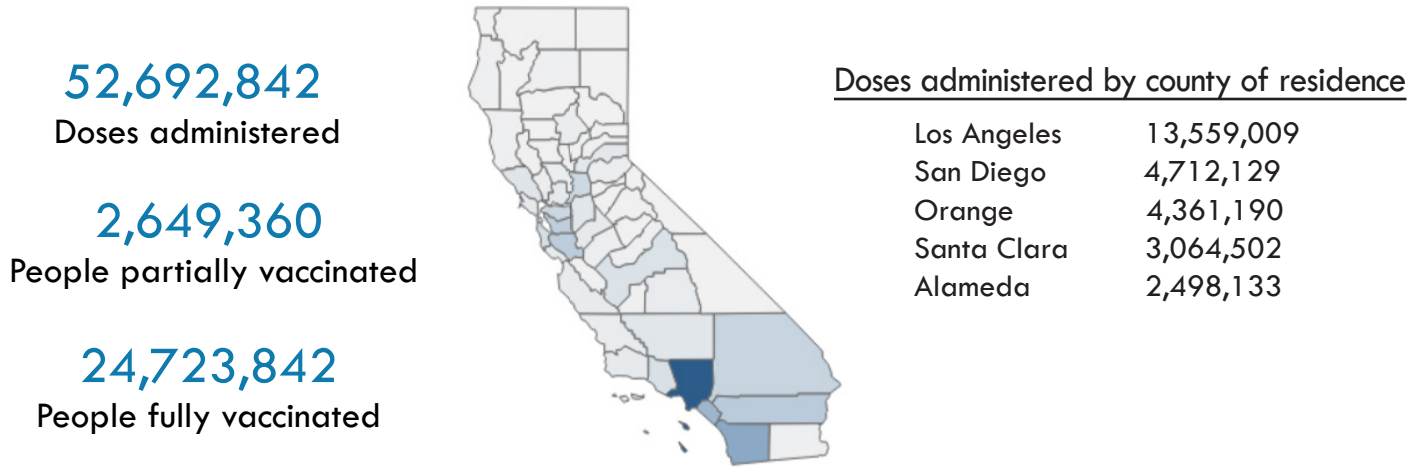 52,692,842
Doses administered
2,649,360
People partially vaccinated
24,723,842
People fully vaccinated
Doses administered by county of residence
Los Angeles 13,559,009
San Diego 4,712,129
Orange 4,361,190
Santa Clara 3,064,502
Alameda 2,498,133